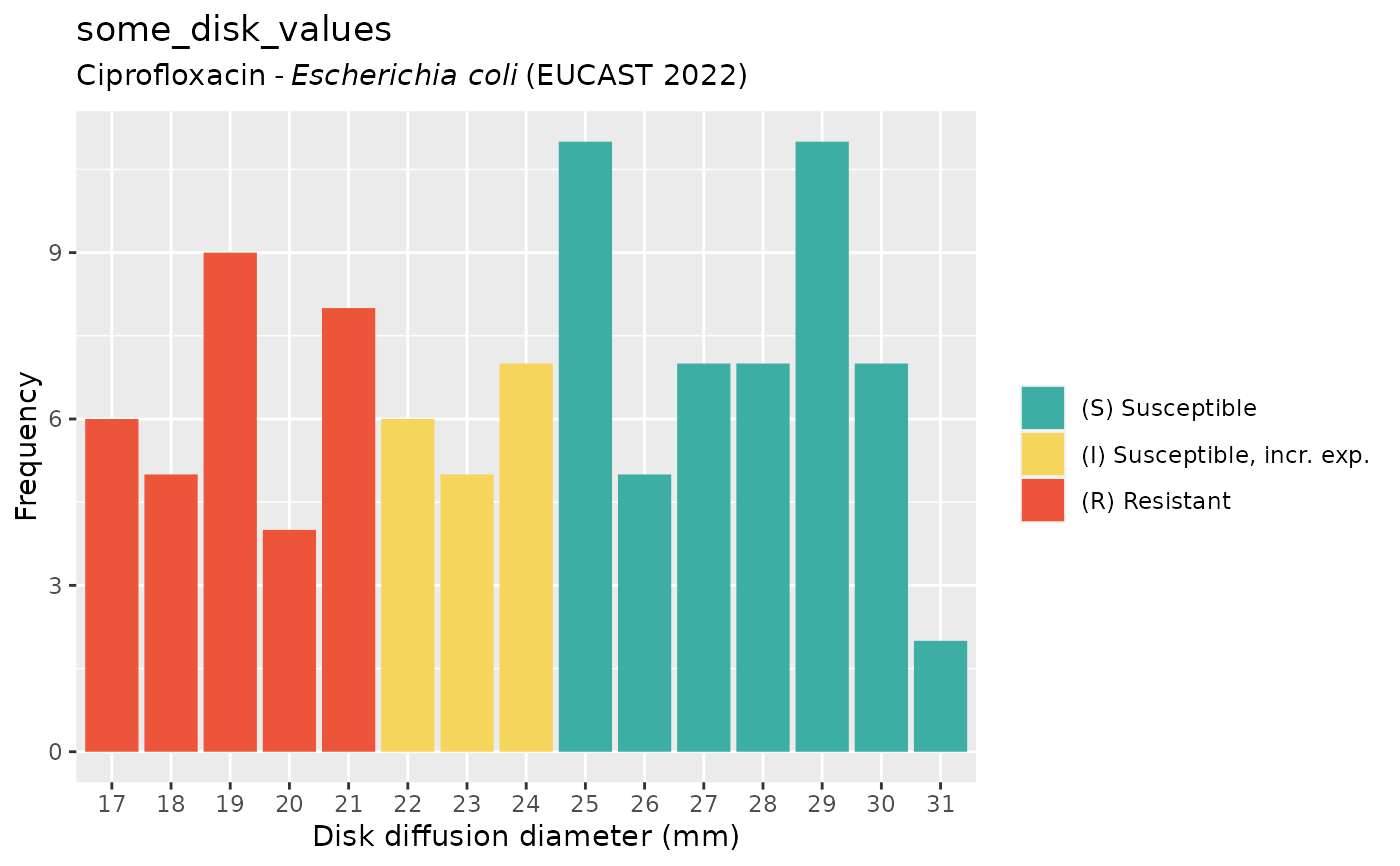 some_disk_values
Ciprofloxacin - Escherichia coli (EUCAST 2022)
Frequency
9
6
3
0
17 18 19 20 21 22 23 24 25 26 27 28 29 30 31
Disk diffusion diameter (mm)
(S) Susceptible
(I) Susceptible, incr. exp.
(R) Resistant